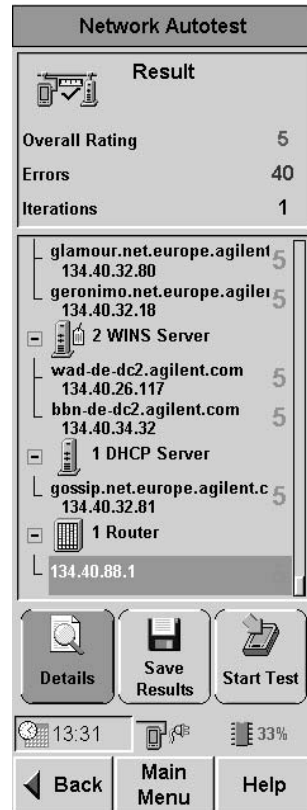 Network Autotest
Result
Overall Rating 5
Errors 40
Iterations 1
glamour.net.europe.agilent 5
134.40.32.80
geronimo.net.europe.agiler 5
134.40.32.18
2 WINS Server
wad-de-dc2.agilent.com 5
134.40.26.117
bbn-de-dc2.agilent.com 5
134.40.34.32
1 DHCP Server
gossip.net.europe.agilent.c 5
134.40.32.81
1 Router
134.40.88.1 5
Details
Save Results
Start Test
13:31
33%
Back
Main Menu
Help